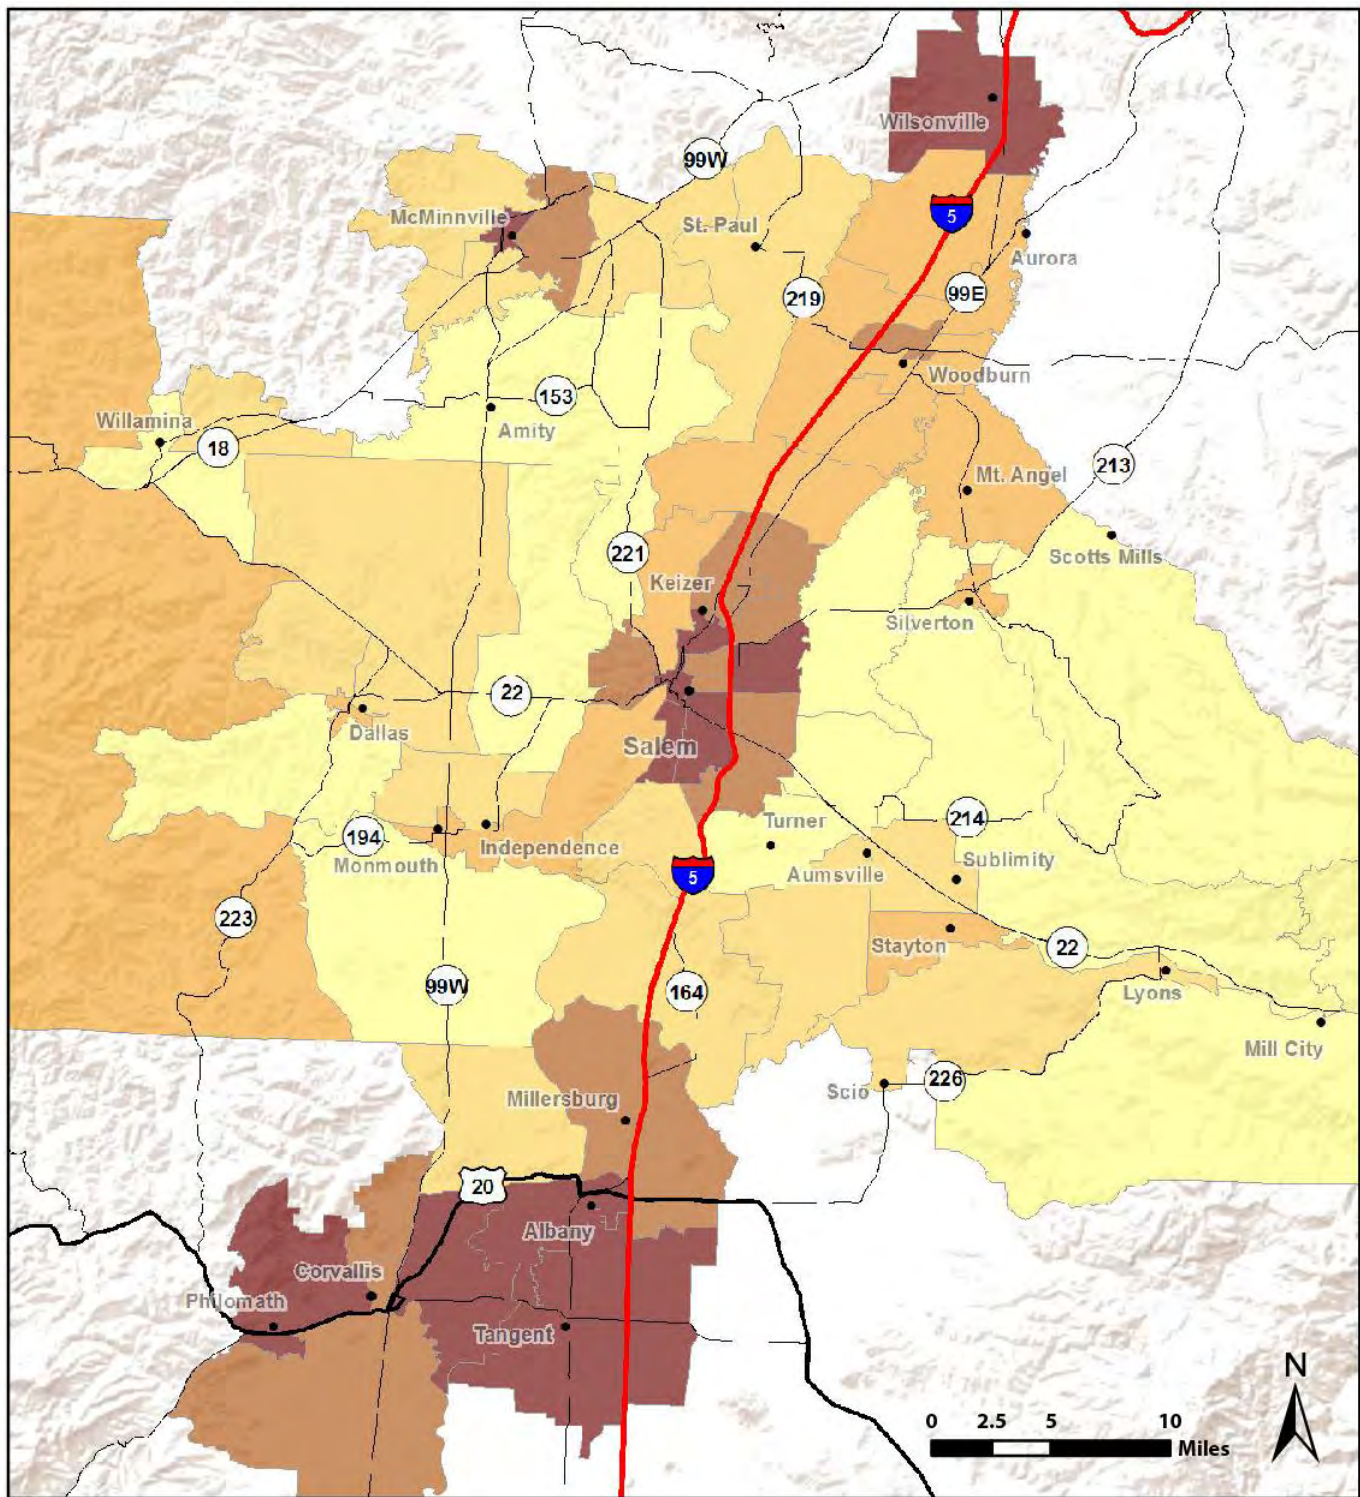 Wilsonville
99W
McMinnville
5
St. Paul
Aurora
219
99E
Woodburn
153
Willamina
Amity
18
213
Mt. Angel
221
Scotts Mills
Keizer
Silverton
22
Dallas
Salem
194
Turner
214
Monmouth
Independence
Sublimity
Aumsville
5
223
Stayton
22
99W
164
Lyons
Mill City
226
Scio
Millersburg
20
Albany
Corvallis
Philomath
Tangent
N
0 2.5 5 10
Miles